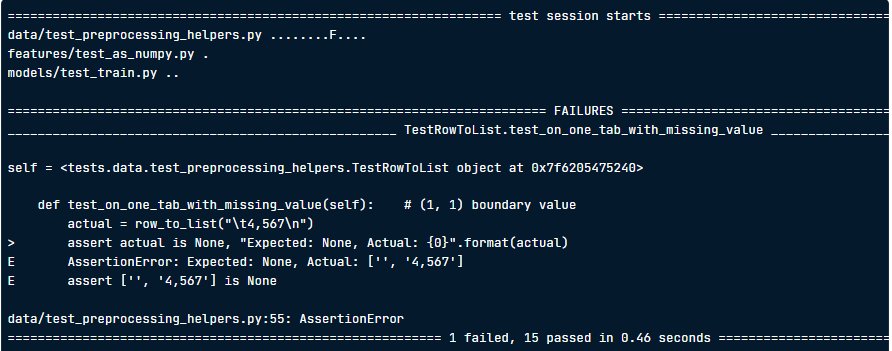 ================================================================== test session starts ===============================
data/test_preprocessing_helpers.py ........F....
features/test_as_numpy.py .
models/test_train.py ..
======================================================================== FAILURES ====================================
____________________________________________________ TestRowToList.test_on_one_tab_with_missing_value ________________
self = <tests.data.test_preprocessing_helpers.TestRowToList object at 0x7f6205475240>
    def test_on_one_tab_with_missing_value(self):    # (1, 1) boundary value
        actual = row_to_list("\t4,567\n")
>       assert actual is None, "Expected: None, Actual: {0}".format(actual)
E       AssertionError: Expected: None, Actual: ['', '4,567']
E       assert ['', '4,567'] is None
data/test_preprocessing_helpers.py:55: AssertionError
========================================================== 1 failed, 15 passed in 0.46 seconds =======================